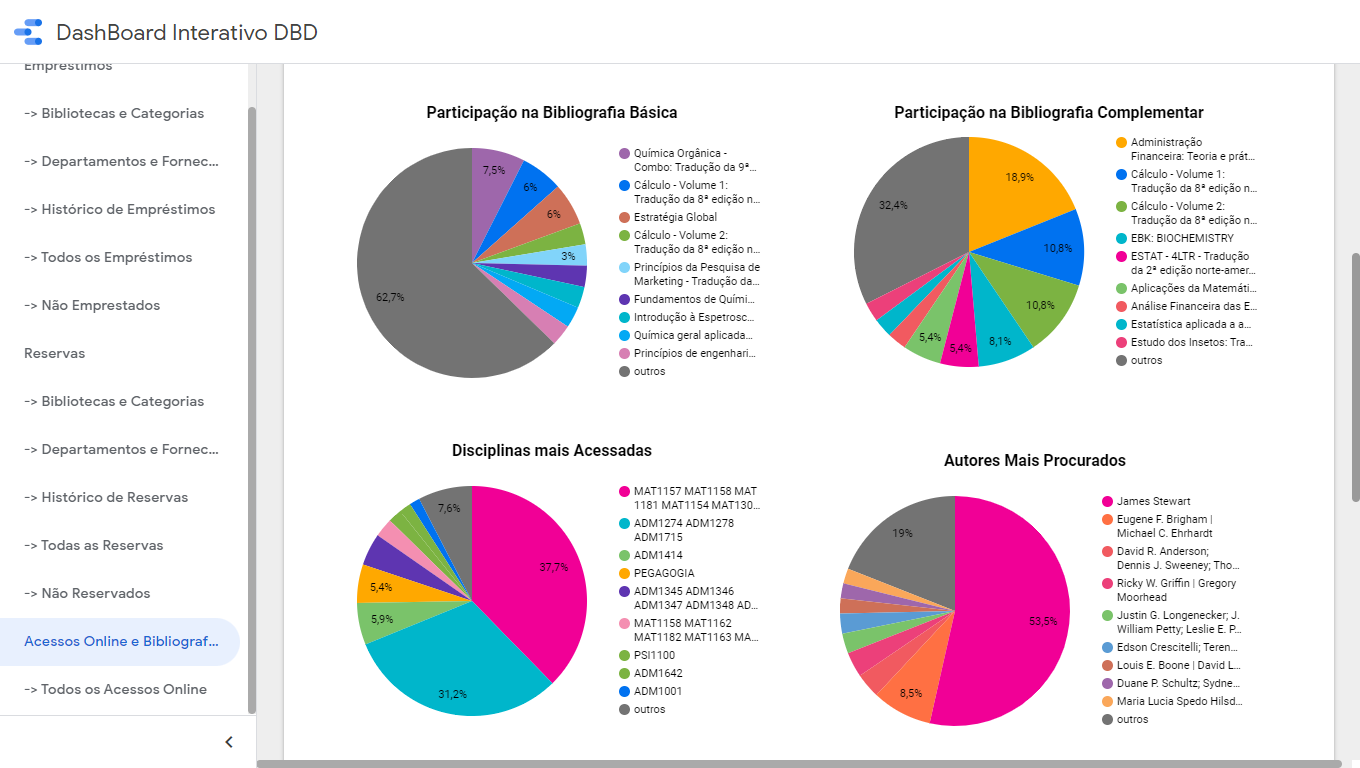 DashBoard Interativo DBD
Empréstimos
-> Bibliotecas e Categorias
-> Departamentos e Fornec...
-> Histórico de Empréstimos
-> Todos os Empréstimos
-> Não Emprestados
Reservas
-> Bibliotecas e Categorias
-> Departamentos e Fornec...
-> Histórico de Reservas
-> Todas as Reservas
-> Não Reservados
Acessos Online e Bibliograf...
-> Todos os Acessos Online
Participação na Bibliografia Básica
7,5%
6%
6%
3%
62,7%
Química Orgânica -
Combo: Tradução da 9ª...
Cálculo - Volume 1:
Tradução da 8ª edição n...
Estratégia Global
Cálculo - Volume 2:
Tradução da 8ª edição n...
Princípios da Pesquisa de
Marketing - Tradução da...
Fundamentos de Quími...
Introdução à Espetrosc...
Química geral aplicada...
Princípios de engenhari...
outros
Participação na Bibliografia Complementar
18,9%
10,8%
10,8%
8,1%
5,4%
5,4%
32,4%
Administração
Financeira: Teoria e prát...
Cálculo - Volume 1:
Tradução da 8ª edição n...
Cálculo - Volume 2:
Tradução da 8ª edição n...
EBK: BIOCHEMISTRY
ESTAT - 4LTR - Tradução
da 2ª edição norte-amer...
Aplicações da Matemáti...
Análise Financeira das E...
Estatística aplicada a a...
Estudo dos Insetos: Tra...
outros
Disciplinas mais Acessadas
7,6%
37,7%
5,4%
5,9%
31,2%
MAT1157 MAT1158 MAT
1181 MAT1154 MAT130...
ADM1274 ADM1278
ADM1715
ADM1414
PEGAGOGIA
ADM1345 ADM1346
ADM1347 ADM1348 AD...
MAT1158 MAT1162
MAT1182 MAT1163 MA...
PSI1100
ADM1642
ADM1001
outros
Autores Mais Procurados
19%
53,5%
8,5%
James Stewart
Eugene F. Brigham |
Michael C. Ehrhardt
David R. Anderson;
Dennis J. Sweeney; Tho...
Ricky W. Griffin | Gregory
Moorhead
Justin G. Longenecker; J.
William Petty; Leslie E. P...
Edson Crescitelli; Teren...
Louis E. Boone | David L...
Duane P. Schultz; Sydne...
Maria Lucia Spedo Hilsd...
outros